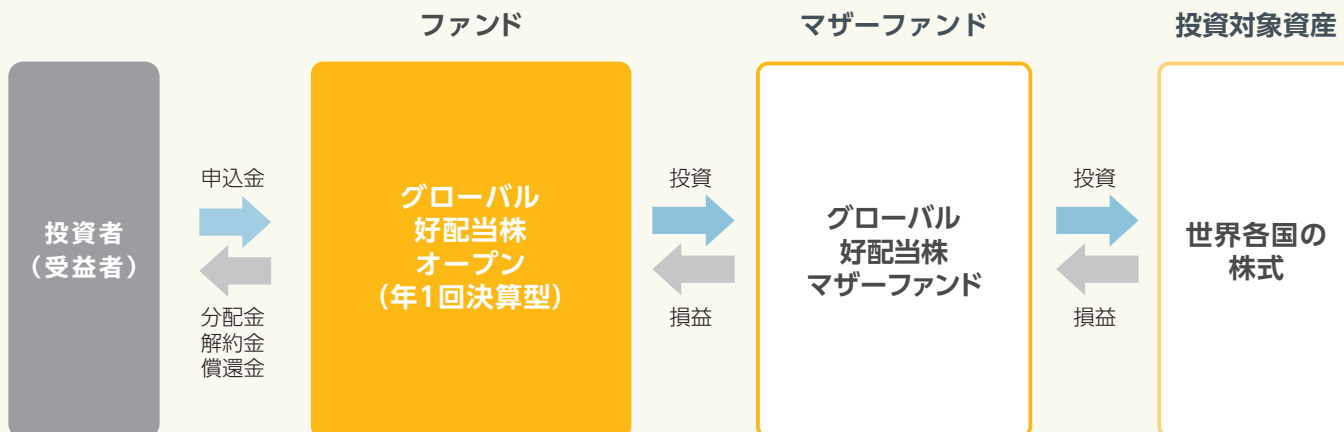 ファンド
マザーファンド
投資対象資産
投資者
（受益者）
申込金
分配金
解約金
償還金
グローバル
好配当株
オープン
（年1回決算型）
投資
損益
グローバル
好配当株
マザーファンド
投資
損益
世界各国の
株式